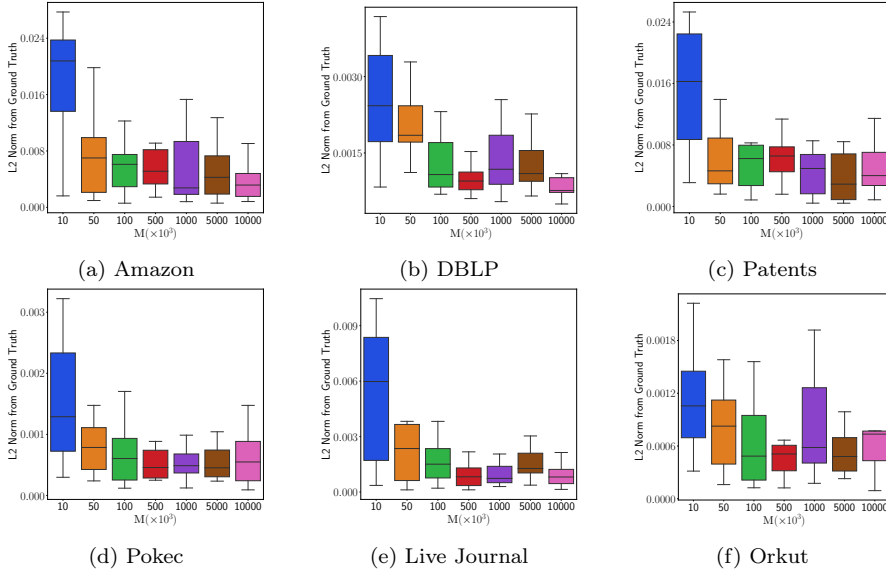 L2 Norm from Ground Truth
0.024
0.016
0.008
0.000
10 50 100 500 1000 5000 10000
M(×10³)
(a) Amazon
L2 Norm from Ground Truth
0.0030
0.0015
10 50 100 500 1000 5000 10000
M(×10³)
(b) DBLP
L2 Norm from Ground Truth
0.024
0.016
0.008
0.000
10 50 100 500 1000 5000 10000
M(×10³)
(c) Patents
L2 Norm from Ground Truth
0.003
0.002
0.001
0.000
10 50 100 500 1000 5000 10000
M(×10³)
(d) Pokec
L2 Norm from Ground Truth
0.009
0.006
0.003
0.000
10 50 100 500 1000 5000 10000
M(×10³)
(e) Live Journal
L2 Norm from Ground Truth
0.0018
0.0012
0.0006
0.0000
10 50 100 500 1000 5000 10000
M(×10³)
(f) Orkut